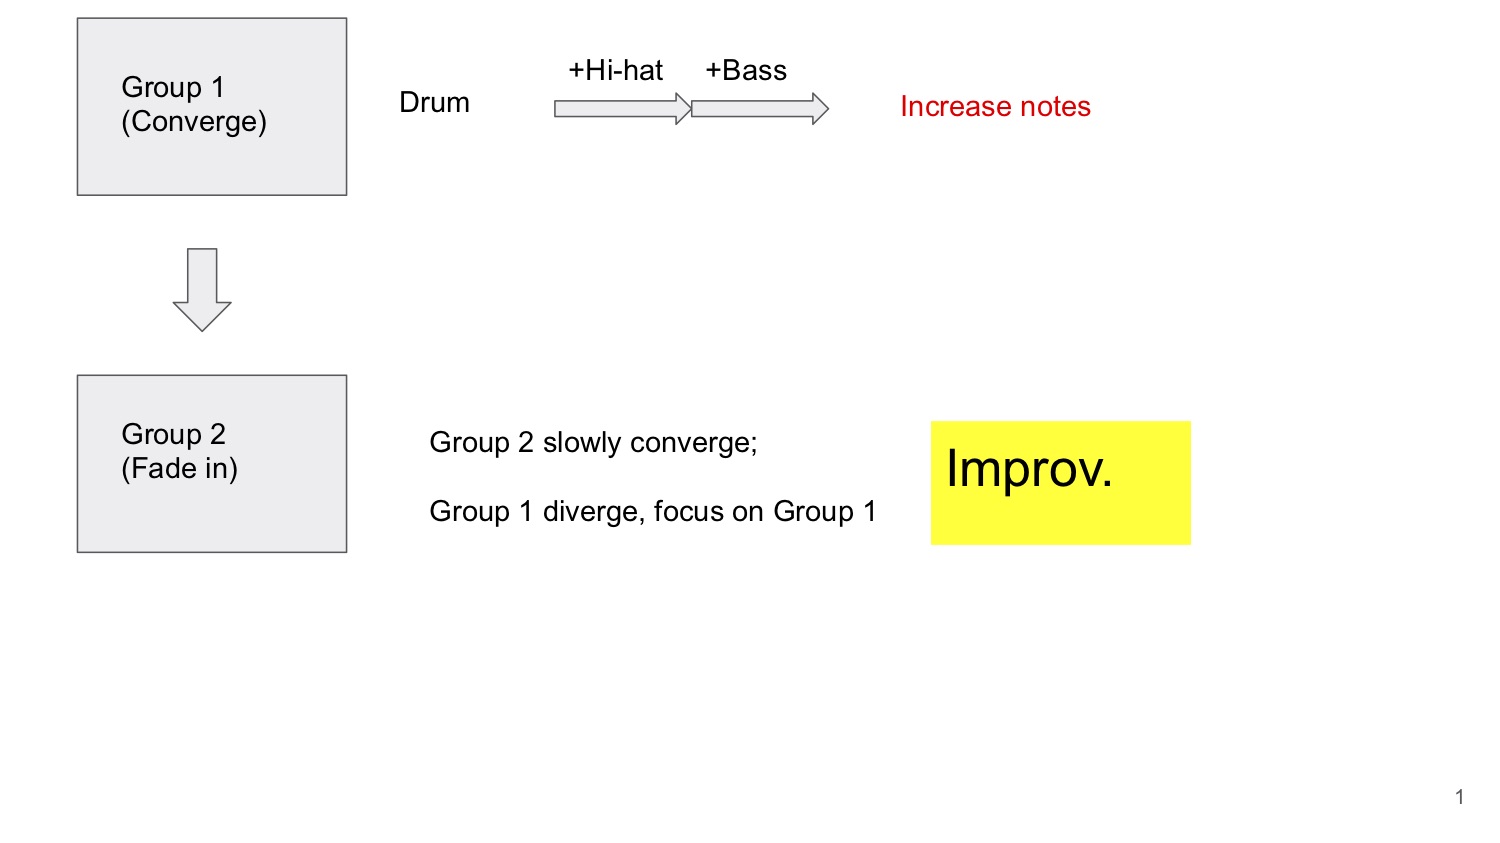 Group 1
(Converge)
Drum
+Hi-hat
+Bass
Increase notes
Group 2
(Fade in)
Group 2 slowly converge;
Group 1 diverge, focus on Group 1
Improv.
1